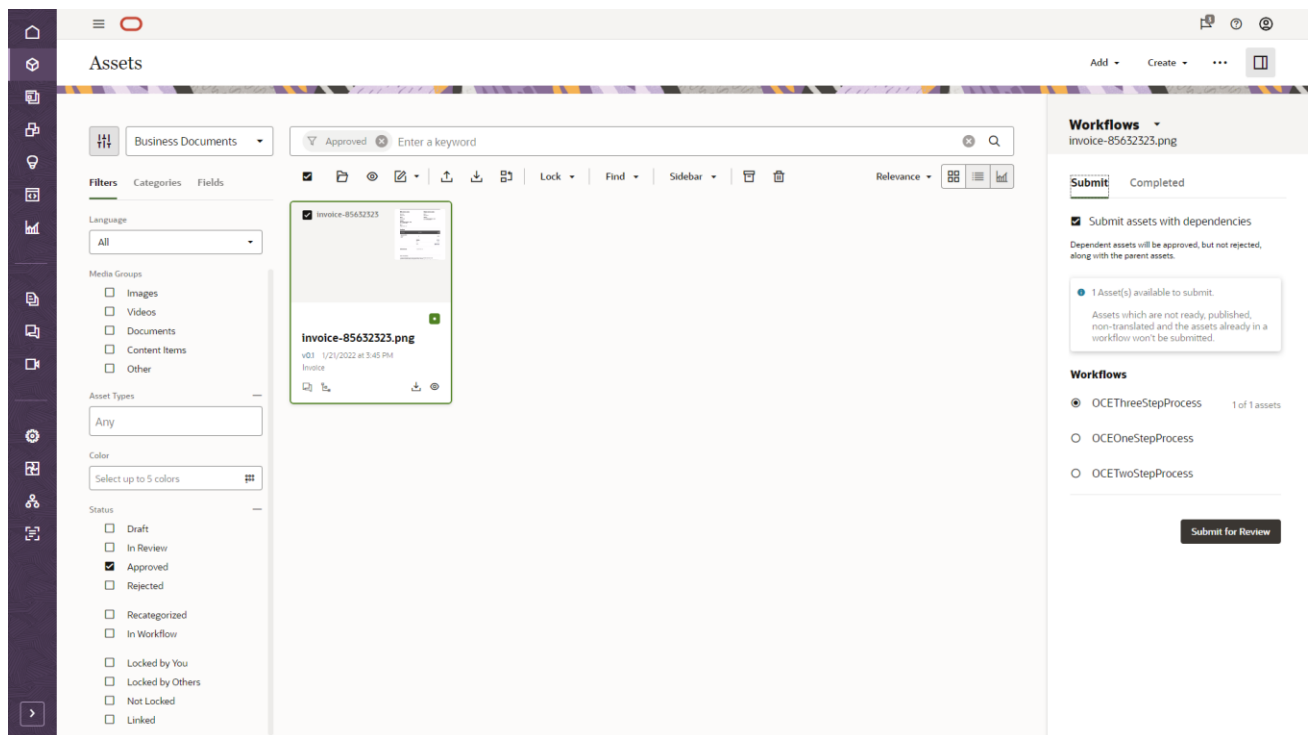 1
Assets
Add
Create
Business Documents
Approved
Enter a keyword
Filters
Categories
Fields
Lock
Find
Sidebar
Relevance
Language
All
Media Groups
Images
Videos
Documents
Content Items
Other
Asset Types
Any
Color
Select up to 5 colors
Status
Draft
In Review
Approved
Rejected
Recategorized
In Workflow
Locked by You
Locked by Others
Not Locked
Linked
invoice-85632323
invoice-85632323.png
v0.1 1/21/2022 at 3:45 PM
Invoice
Workflows
invoice-85632323.png
Submit
Completed
Submit assets with dependencies
Dependent assets will be approved, but not rejected,
along with the parent assets.
1 Asset(s) available to submit.
Assets which are not ready, published,
non-translated and the assets already in a
workflow won't be submitted.
Workflows
OCEThreeStepProcess 1 of 1 assets
OCEOneStepProcess
OCETwoStepProcess
Submit for Review